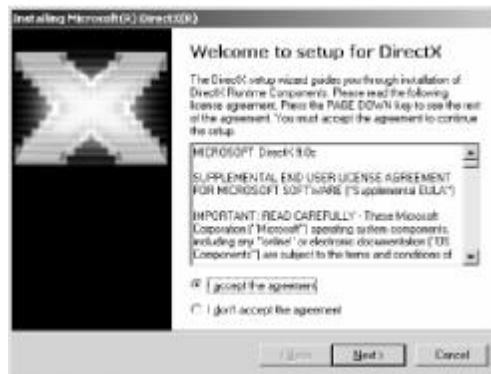 Installing Microsoft(R) DirectX(R)
Welcome to setup for DirectX
The DirectX setup wizard guides you through installation of
DirectX Runtime Components. Please read the following
license agreement. Press the PAGE DOWN key to see the rest
of the agreement. You must accept the agreement to continue
the setup.
MICROSOFT DirectX 9.0c
SUPPLEMENTAL END USER LICENSE AGREEMENT
FOR MICROSOFT SOFTWARE ("Supplemental EULA")
IMPORTANT: READ CAREFULLY - These Microsoft
Corporation ("Microsoft") operating system components,
including any "online" or electronic documentation ("OS
Components") are subject to the terms and conditions of
I accept the agreement
I don't accept the agreement
< Back Next > Cancel